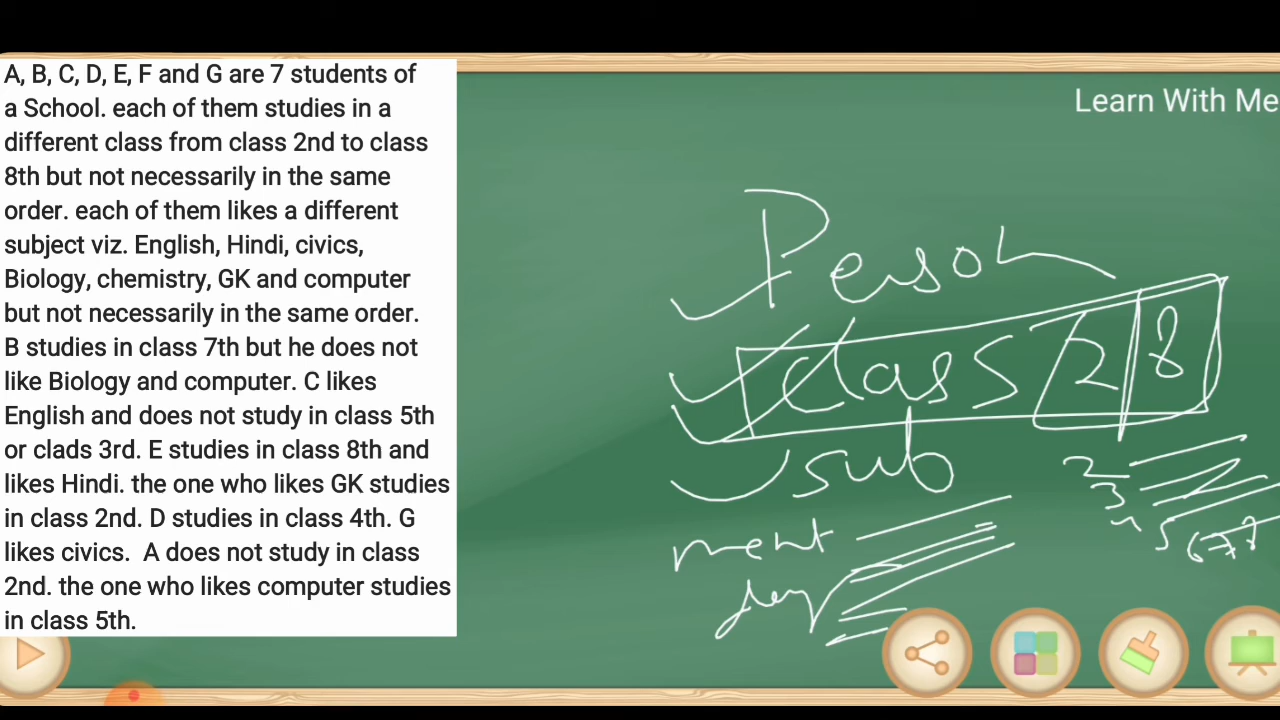 A, B, C, D, E, F and G are 7 students of
a School. each of them studies in a
different class from class 2nd to class
8th but not necessarily in the same
order. each of them likes a different
subject viz. English, Hindi, civics,
Biology, chemistry, GK and computer
but not necessarily in the same order.
B studies in class 7th but he does not
like Biology and computer. C likes
English and does not study in class 5th
or clads 3rd. E studies in class 8th and
likes Hindi. the one who likes GK studies
in class 2nd. D studies in class 4th. G
likes civics.  A does not study in class
2nd. the one who likes computer studies
in class 5th.
Learn With Me
Person
Class 2 8
sub
2
3
5